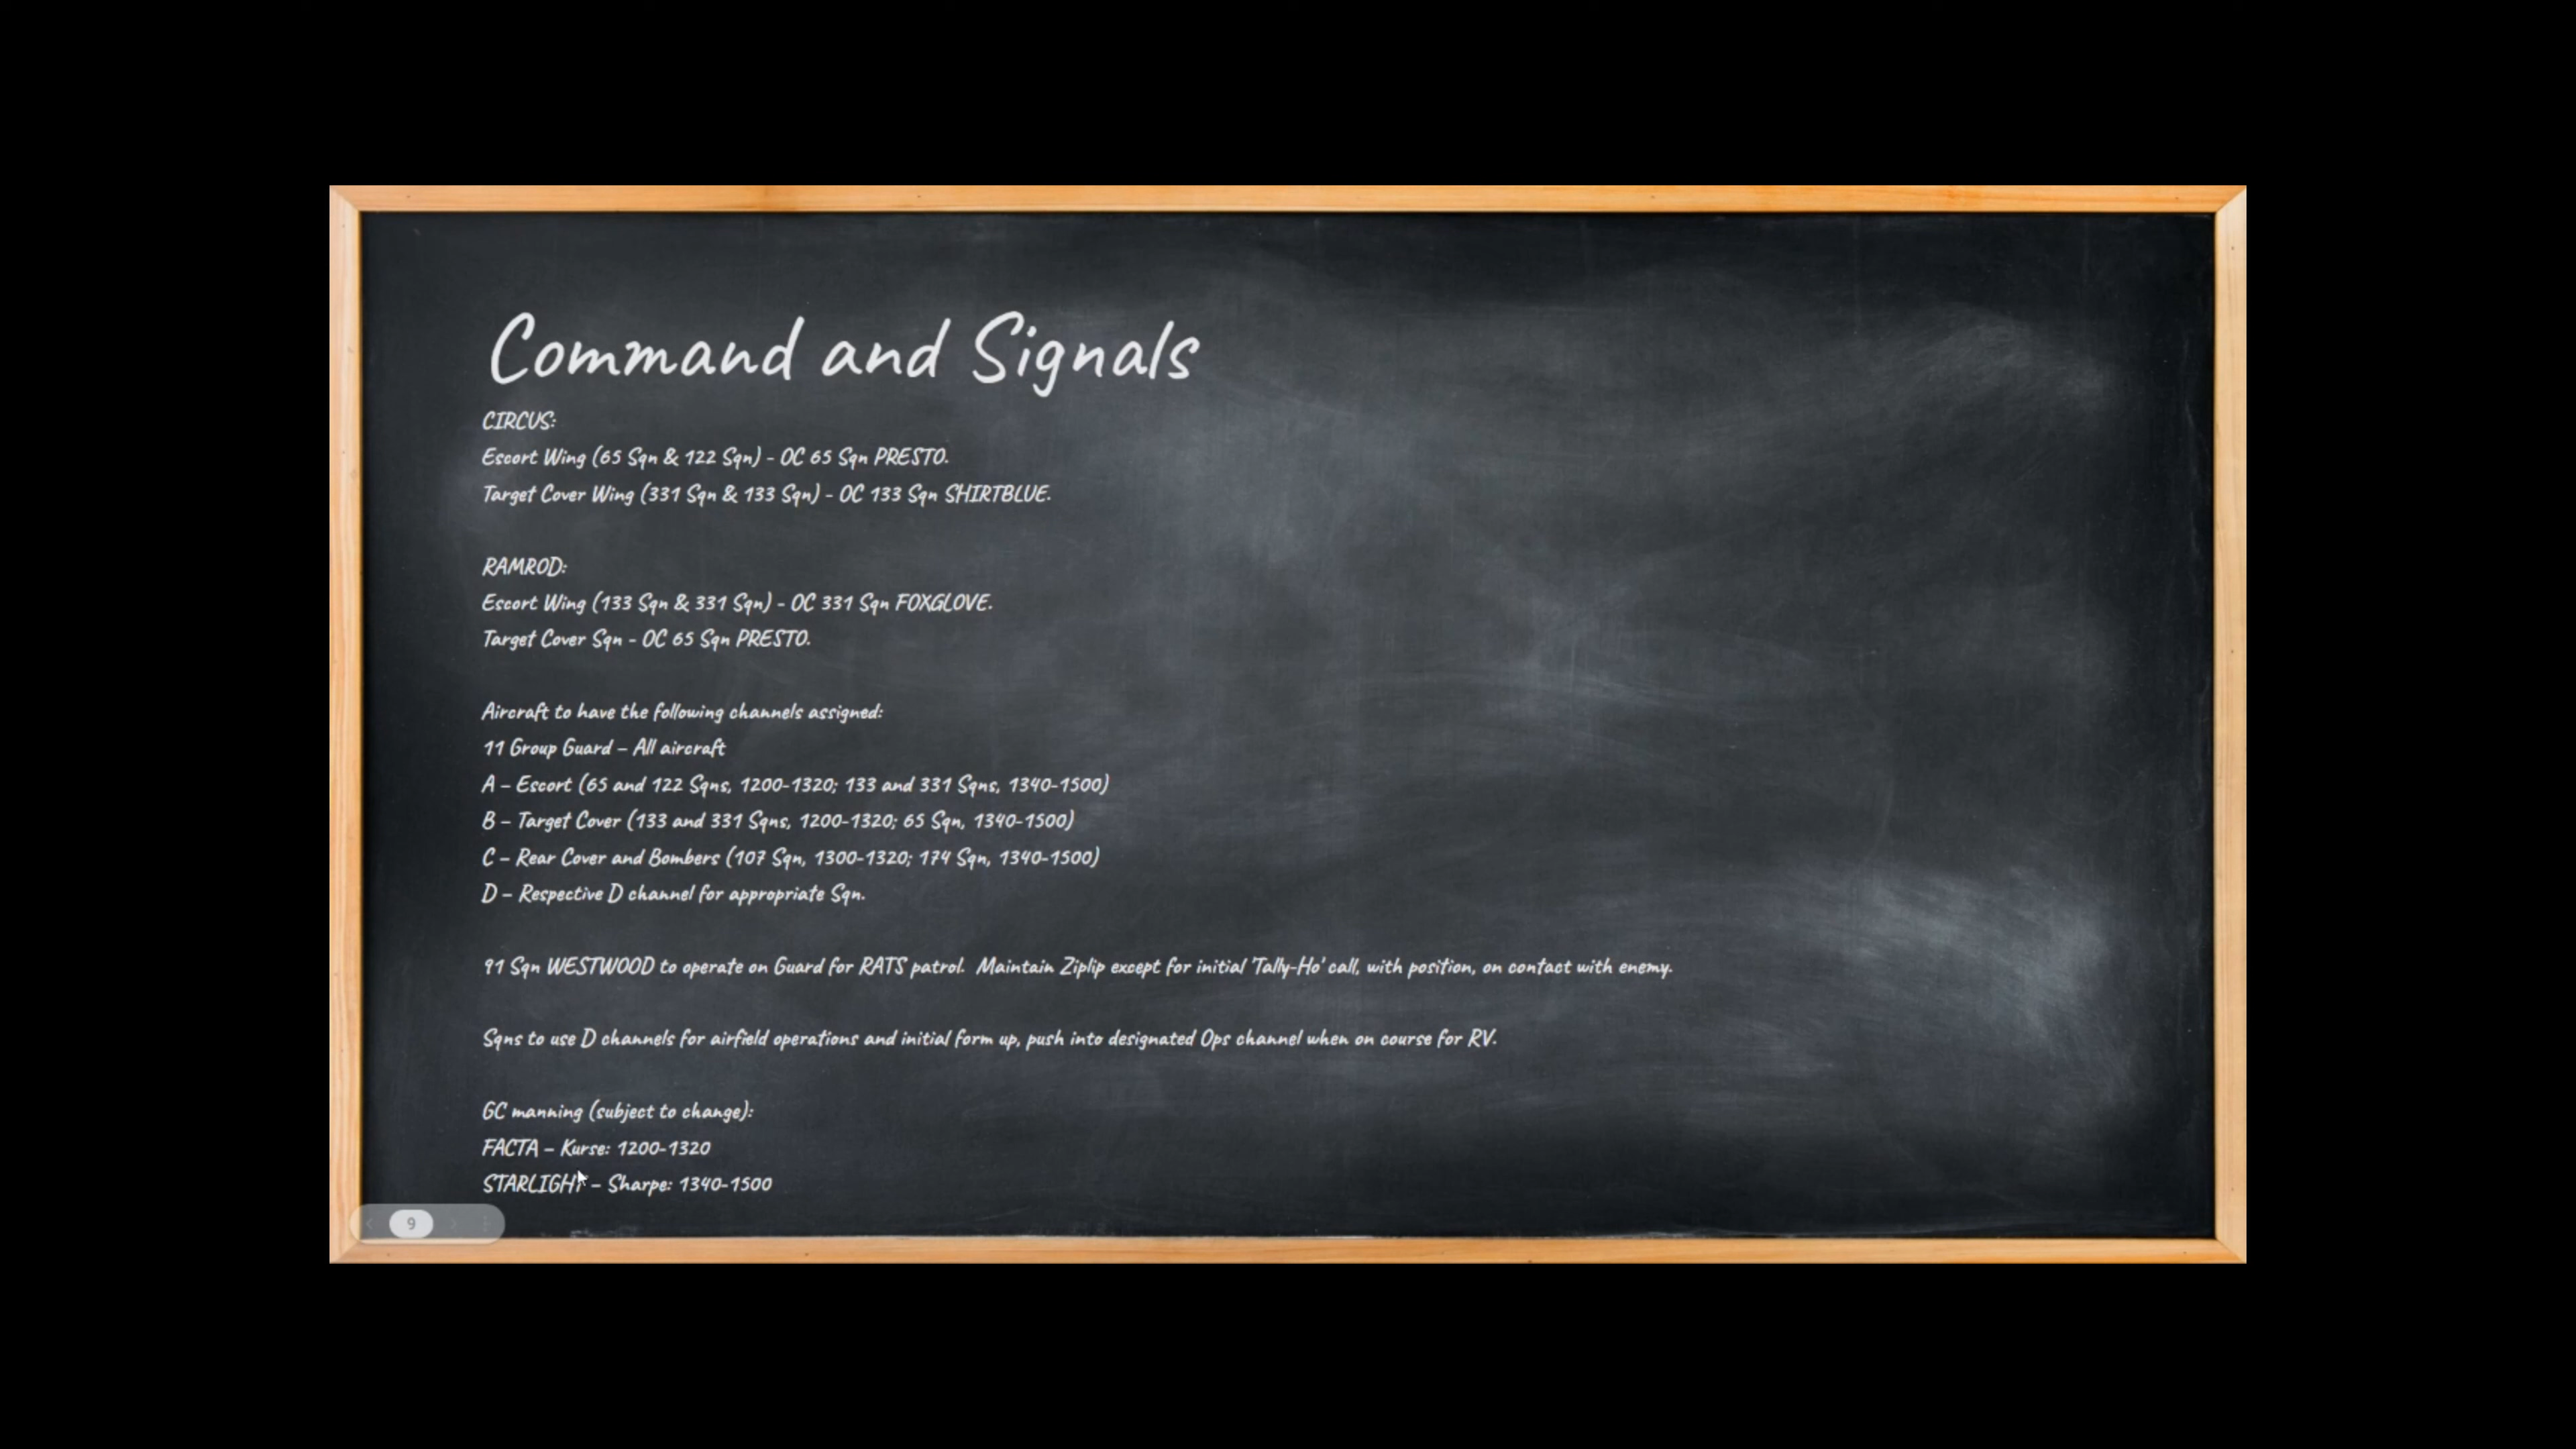 Command and Signals
CIRCUS:
Escort Wing (65 Sqn & 122 Sqn) - OC 65 Sqn PRESTO.
Target Cover Wing (331 Sqn & 133 Sqn) - OC 133 Sqn SHIRTBLUE.
RAMROD:
Escort Wing (133 Sqn & 331 Sqn) - OC 331 Sqn FOXGLOVE.
Target Cover Sqn - OC 65 Sqn PRESTO.
Aircraft to have the following channels assigned:
11 Group Guard – All aircraft
A – Escort (65 and 122 Sqns, 1200-1320; 133 and 331 Sqns, 1340-1500)
B – Target Cover (133 and 331 Sqns, 1200-1320; 65 Sqn, 1340-1500)
C – Rear Cover and Bombers (107 Sqn, 1300-1320; 174 Sqn, 1340-1500)
D – Respective D channel for appropriate Sqn.
91 Sqn WESTWOOD to operate on Guard for RATS patrol. Maintain Ziplip except for initial 'Tally-Ho' call, with position, on contact with enemy.
Sqns to use D channels for airfield operations and initial form up, push into designated Ops channel when on course for RV.
GC manning (subject to change):
FACTA – Kurse: 1200-1320
STARLIGHT – Sharpe: 1340-1500
9